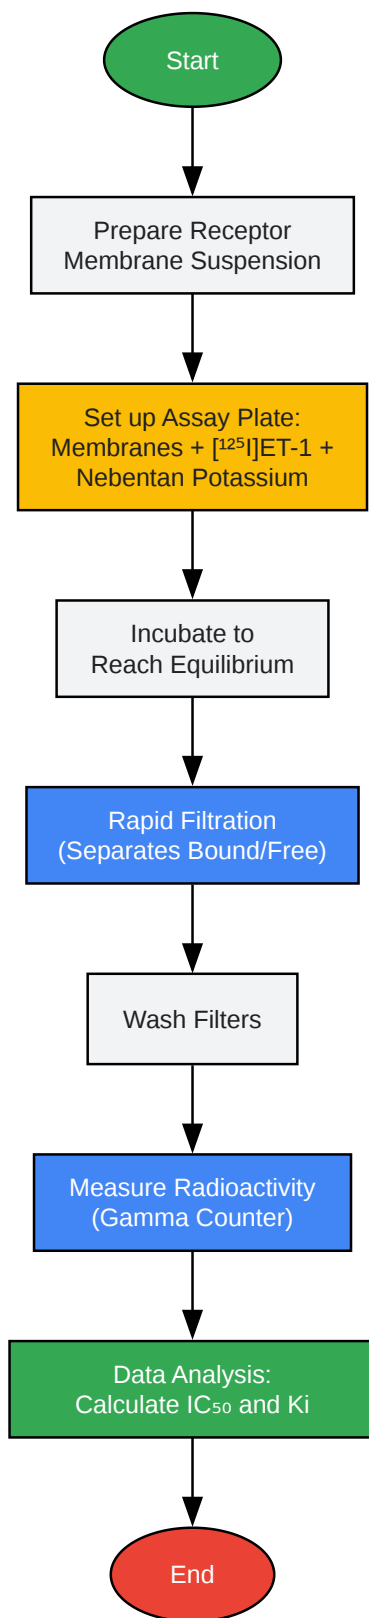 Start
Prepare Receptor
Membrane Suspension
Set up Assay Plate:
Membranes + [¹²⁵I]ET-1 +
Nebentan Potassium
Incubate to
Reach Equilibrium
Rapid Filtration
(Separates Bound/Free)
Wash Filters
Measure Radioactivity
(Gamma Counter)
Data Analysis:
Calculate IC₅₀ and Ki
End